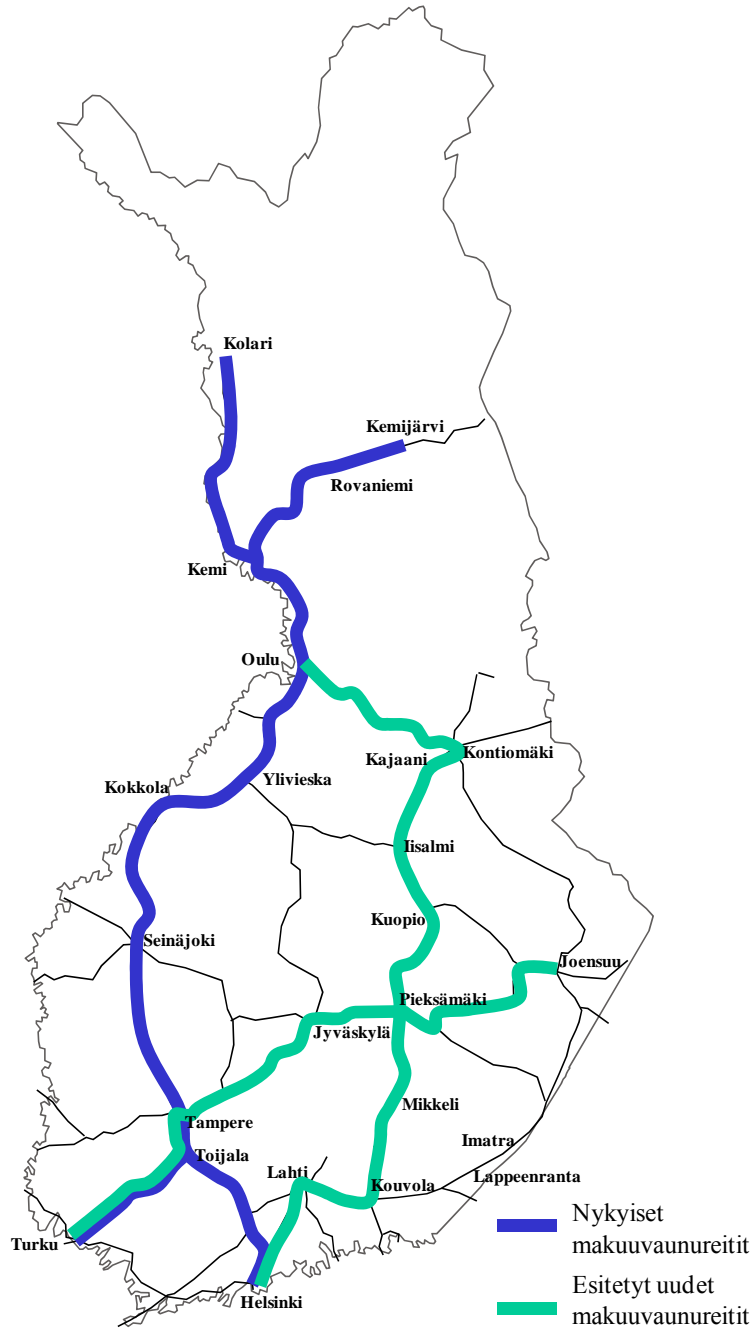 Kolari
Kemijärvi
Rovaniemi
Kemi
Oulu
Kajaani
Kontiomäki
Ylivieska
Kokkola
Iisalmi
Kuopio
Seinäjoki
Joensuu
Pieksämäki
Jyväskylä
Mikkeli
Tampere
Imatra
Toijala
Lahti
Lappeenranta
Kouvola
Turku
Helsinki
Nykyiset
makuuvaunureitit
Esitetyt uudet
makuuvaunureitit